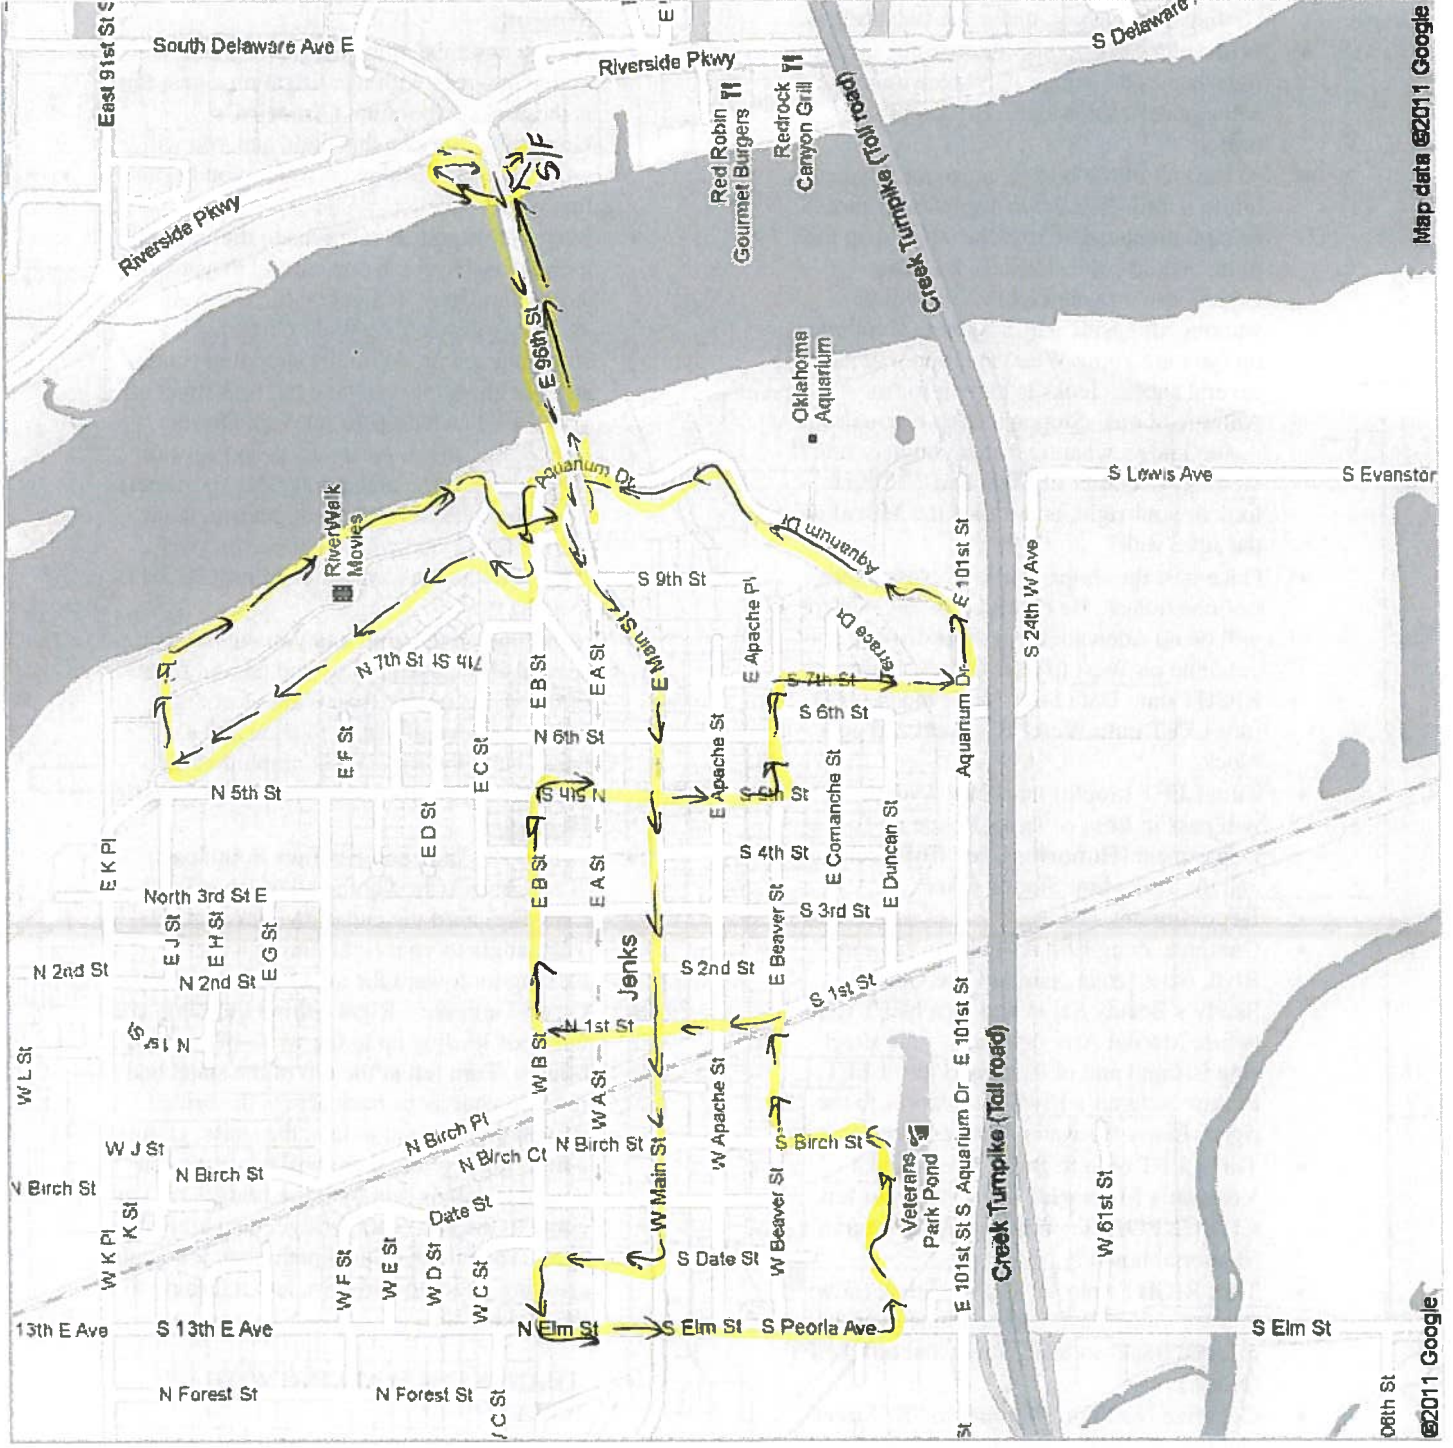 East 91st St S
South Delaware Ave E
Riverside Pkwy
S Delaware
Riverside Pkwy
S/F
Red Robin
Gourmet Burgers
Redrock
Canyon Grill
Creek Turnpike (Toll road)
Map data ©2011 Google
E 96th St
Oklahoma
Aquarium
Aquarium Dr
S Lewis Ave
S Evanstor
RiverWalk
Movies
Aquarium Dr
E 101st St
S 24th W Ave
S 9th St
E Main St
E Apache Pl
Terrace Dr
N 7th St
7th St
E B St
E A St
S 7th St
S 6th St
Aquarium Dr
N 6th St
E F St
E C St
E Apache St
N 5th St
N 5th St
S 5th St
E Comanche St
E Duncan St
E D St
E K Pl
E B St
E A St
S 4th St
North 3rd St E
S 3rd St
E J St
E H St
E G St
N 2nd St
N 2nd St
Jenks
S 2nd St
E Beaver St
S 1st St
N 1st St
N 1st St
E 101st St
W L St
W B St
W A St
W Apache St
N Birch Pl
N Birch Ct
N Birch St
S Birch St
W J St
N Birch St
N Birch St
Veterans
Park Pond
E 101st St S Aquarium Dr
Creek Turnpike (Toll road)
W 61st St
W K Pl
K St
Date St
W Main St
S Date St
W Beaver St
W F St
W E St
W D St
W C St
13th E Ave
S 13th E Ave
N Elm St
S Elm St
S Peoria Ave
S Elm St
N Forest St
N Forest St
C St
St
06th St
©2011 Google